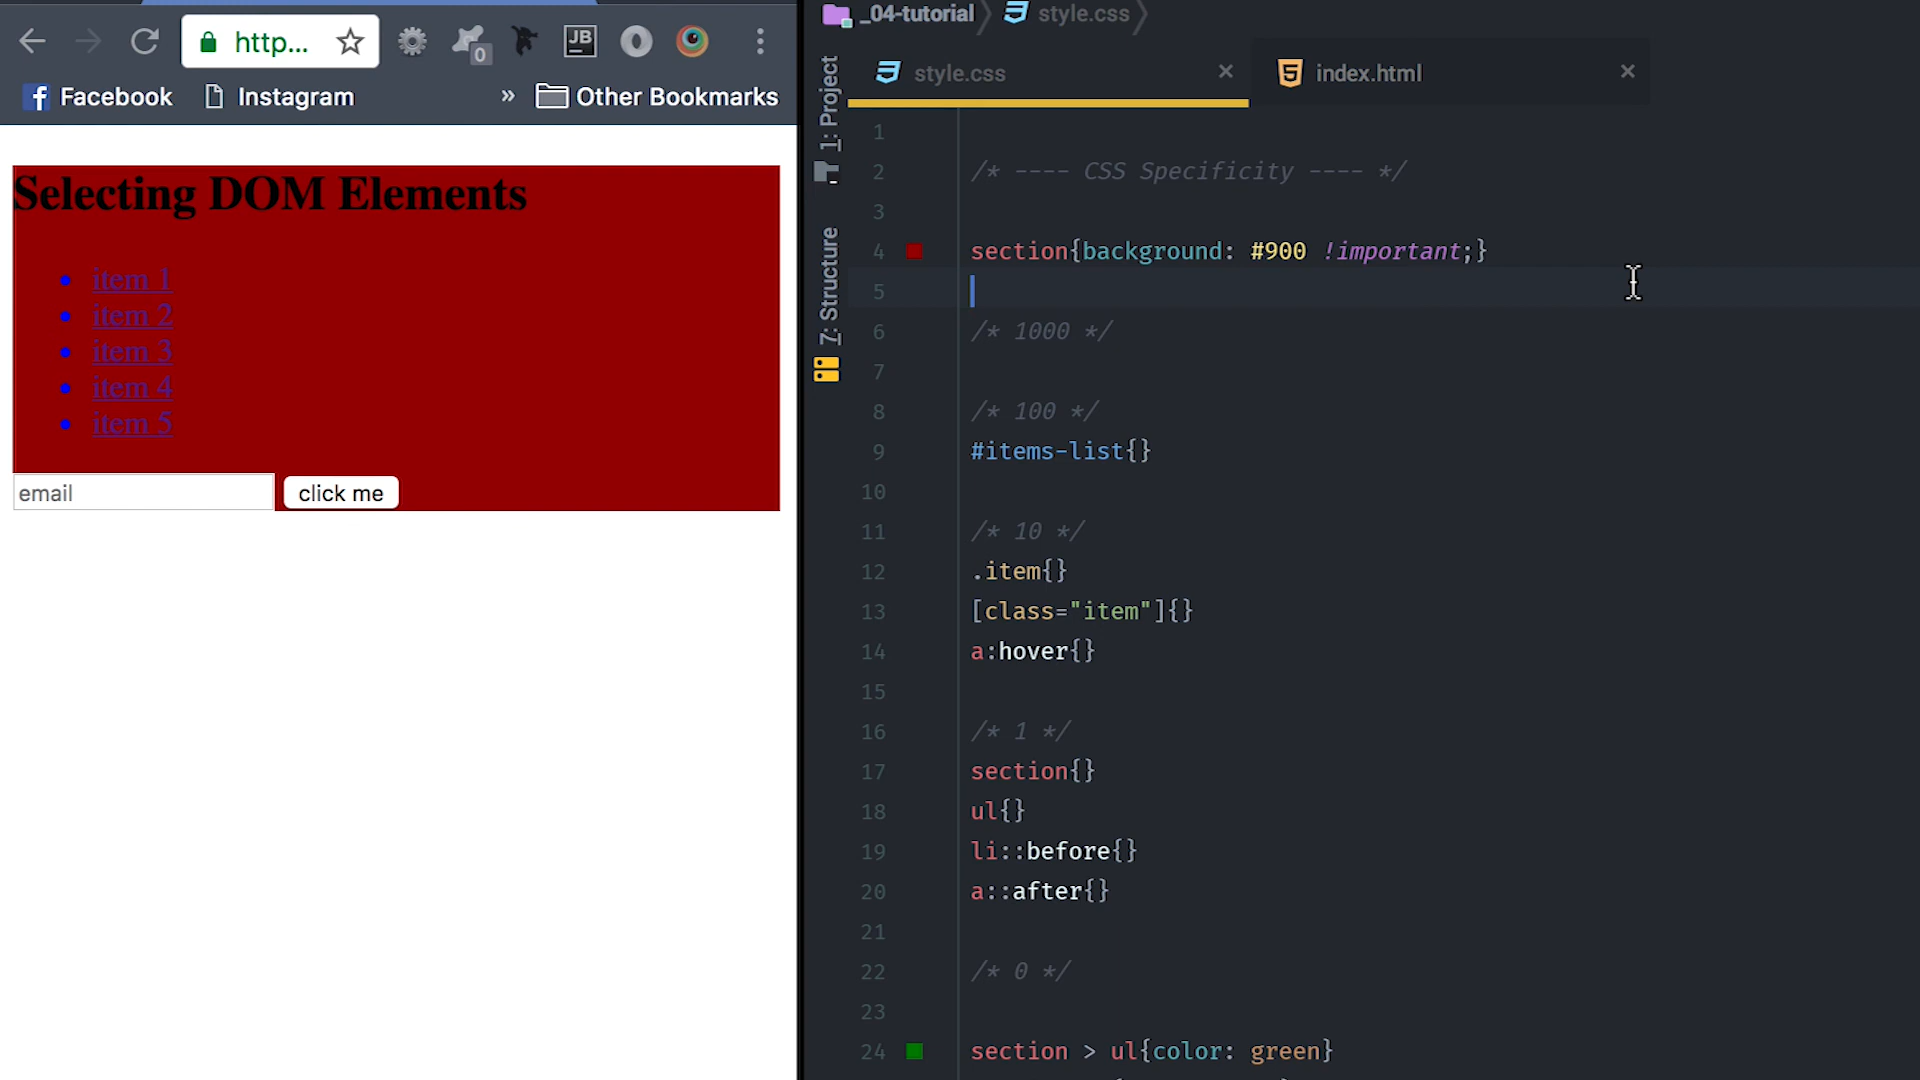 http...
0
JB
Facebook
Instagram
»
Other Bookmarks
Selecting DOM Elements
item 1
item 2
item 3
item 4
item 5
email
click me
_04-tutorial
style.css
style.css
index.html
1: Project
7: Structure
1
2 /* ---- CSS Specificity ---- */
3
4 section{background: #900 !important;}
5
6 /* 1000 */
7
8 /* 100 */
9 #items-list{}
10
11 /* 10 */
12 .item{}
13 [class="item"]{}
14 a:hover{}
15
16 /* 1 */
17 section{}
18 ul{}
19 li::before{}
20 a::after{}
21
22 /* 0 */
23
24 section > ul{color: green}